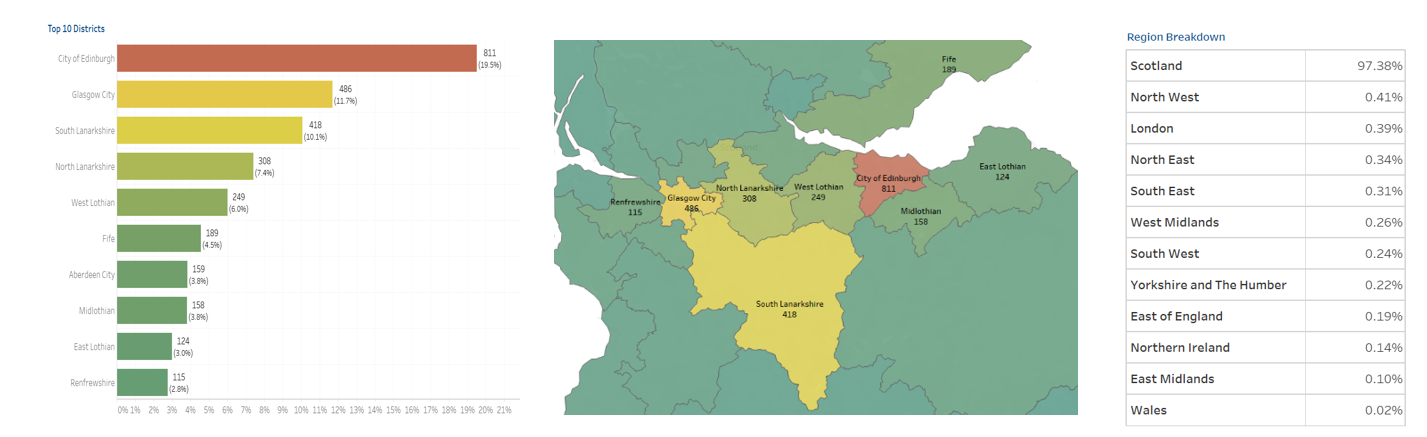 Top 10 Districts
City of Edinburgh
811
(19.5%)
Glasgow City
486
(11.7%)
South Lanarkshire
418
(10.1%)
North Lanarkshire
308
(7.4%)
West Lothian
249
(6.0%)
Fife
189
(4.5%)
Aberdeen City
159
(3.8%)
Midlothian
158
(3.8%)
East Lothian
124
(3.0%)
Renfrewshire
115
(2.8%)
0% 1% 2% 3% 4% 5% 6% 7% 8% 9% 10% 11% 12% 13% 14% 15% 16% 17% 18% 19% 20% 21%
Fife
189
East Lothian
124
City of Edinburgh
811
North Lanarkshire
308
West Lothian
249
Glasgow City
486
Renfrewshire
115
Midlothian
158
South Lanarkshire
418
Region Breakdown
Scotland 97.38%
North West 0.41%
London 0.39%
North East 0.34%
South East 0.31%
West Midlands 0.26%
South West 0.24%
Yorkshire and The Humber 0.22%
East of England 0.19%
Northern Ireland 0.14%
East Midlands 0.10%
Wales 0.02%